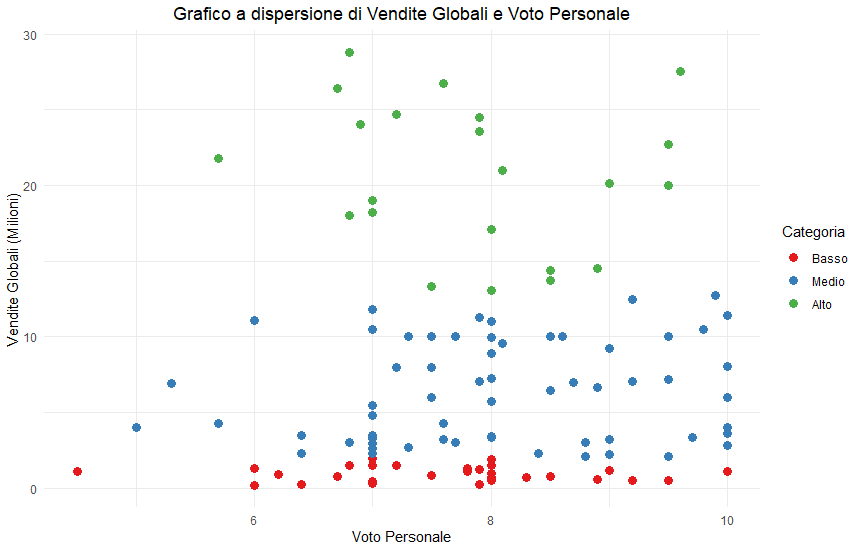 Grafico a dispersione di Vendite Globali e Voto Personale
30
20
10
0
Vendite Globali (Milioni)
6
8
10
Voto Personale
Categoria
Basso
Medio
Alto